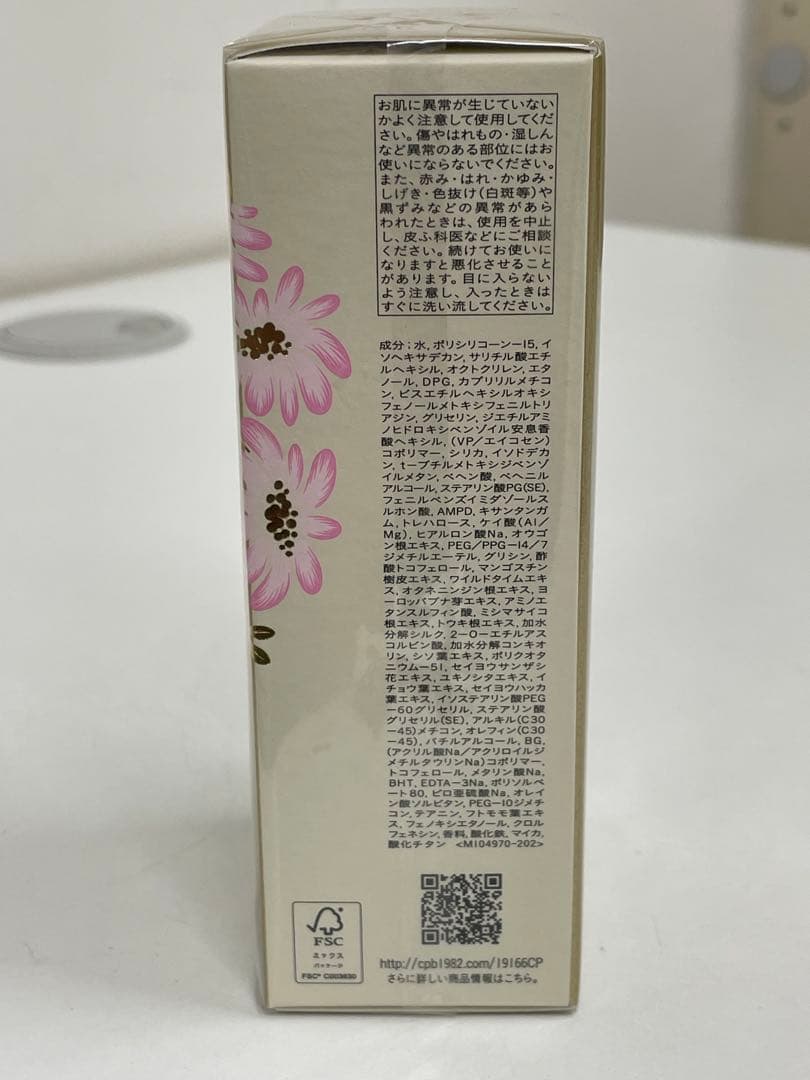 お肌に異常が生じていない
かよく注意して使用してくだ
さい。傷やはれもの・湿しん
など異常のある部位にはお
使いにならないでください。
また、赤み・はれ・かゆみ・
しげき・色抜け(白斑等)や
黒ずみなどの異常があら
われたときは、使用を中止
し、皮ふ科医などにご相談
ください。続けてお使いに
なりますと悪化させること
があります。目に入らない
よう注意し、入ったときは
すぐに洗い流してください。
成分;水, ポリシリコーン－15, イ
ソヘキサデカン, サリチル酸エチ
ルヘキシル, オクトクリレン, エタ
ノール, DPG, カプリリルメチコ
ン, ビスエチルヘキシルオキシ
フェノールメトキシフェニルトリ
アジン, グリセリン, ジエチルアミ
ノヒドロキシベンゾイル安息香
酸ヘキシル, (VP/エイコセン)
コポリマー, シリカ, イソドデカ
ン, t－ブチルメトキシジベンゾ
イルメタン, ベヘン酸, ベヘニル
アルコール, ステアリン酸PG(SE),
フェニルベンズイミダゾールス
ルホン酸, AMPD, キサンタンガ
ム, トレハロース, ケイ酸(Al/
Mg), ヒアルロン酸Na, オウゴ
ン根エキス, PEG/PPG－14/7
ジメチルエーテル, グリシン, 酢
酸トコフェロール, マンゴスチン
樹皮エキス, ワイルドタイムエキ
ス, オタネニンジン根エキス, ヨ
ーロッパブナ芽エキス, アミノエ
タンスルフィン酸, ミシマサイコ
根エキス, トウキ根エキス, 加水
分解シルク, 2－O－エチルアス
コルビン酸, 加水分解コンキオ
リン, シソ葉エキス, ポリクオタ
ニウム－51, セイヨウサンザシ
花エキス, ユキノシタエキス, イ
チョウ葉エキス, セイヨウハッカ
葉エキス, イソステアリン酸PEG
－60グリセリル, ステアリン酸
グリセリル(SE), アルキル(C30
－45)メチコン, オレフィン(C30
－45), バチルアルコール, BG,
(アクリル酸Na/アクリロイルジ
メチルタウリンNa)コポリマー,
トコフェロール, メタリン酸Na,
BHT, EDTA－3Na, ポリソルベ
ート80, ピロ亜硫酸Na, オレイ
ン酸ソルビタン, PEG－10ジメチ
コン, テアニン, フトモモ葉エキ
ス, フェノキシエタノール, クロル
フェネシン, 香料, 酸化鉄, マイカ,
酸化チタン <M104970-202>
FSC
ミックス
パッケージ
FSC® C003630
http://cpb1982.com/19166CP
さらに詳しい商品情報はこちら。